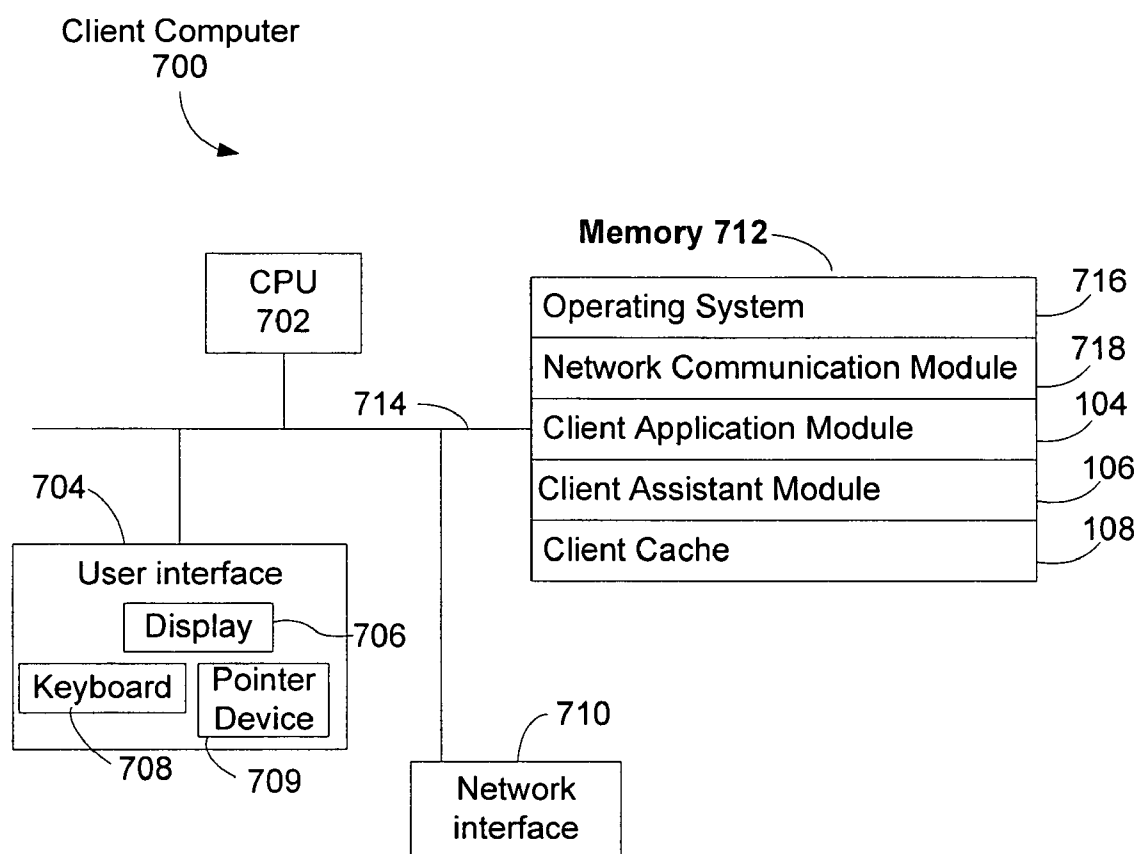 Client Computer
700
Memory 712
CPU
702
Operating System
716
Network Communication Module
718
Client Application Module
104
Client Assistant Module
106
Client Cache
108
714
704
User interface
Display
706
Keyboard
Pointer
Device
708
709
710
Network
interface